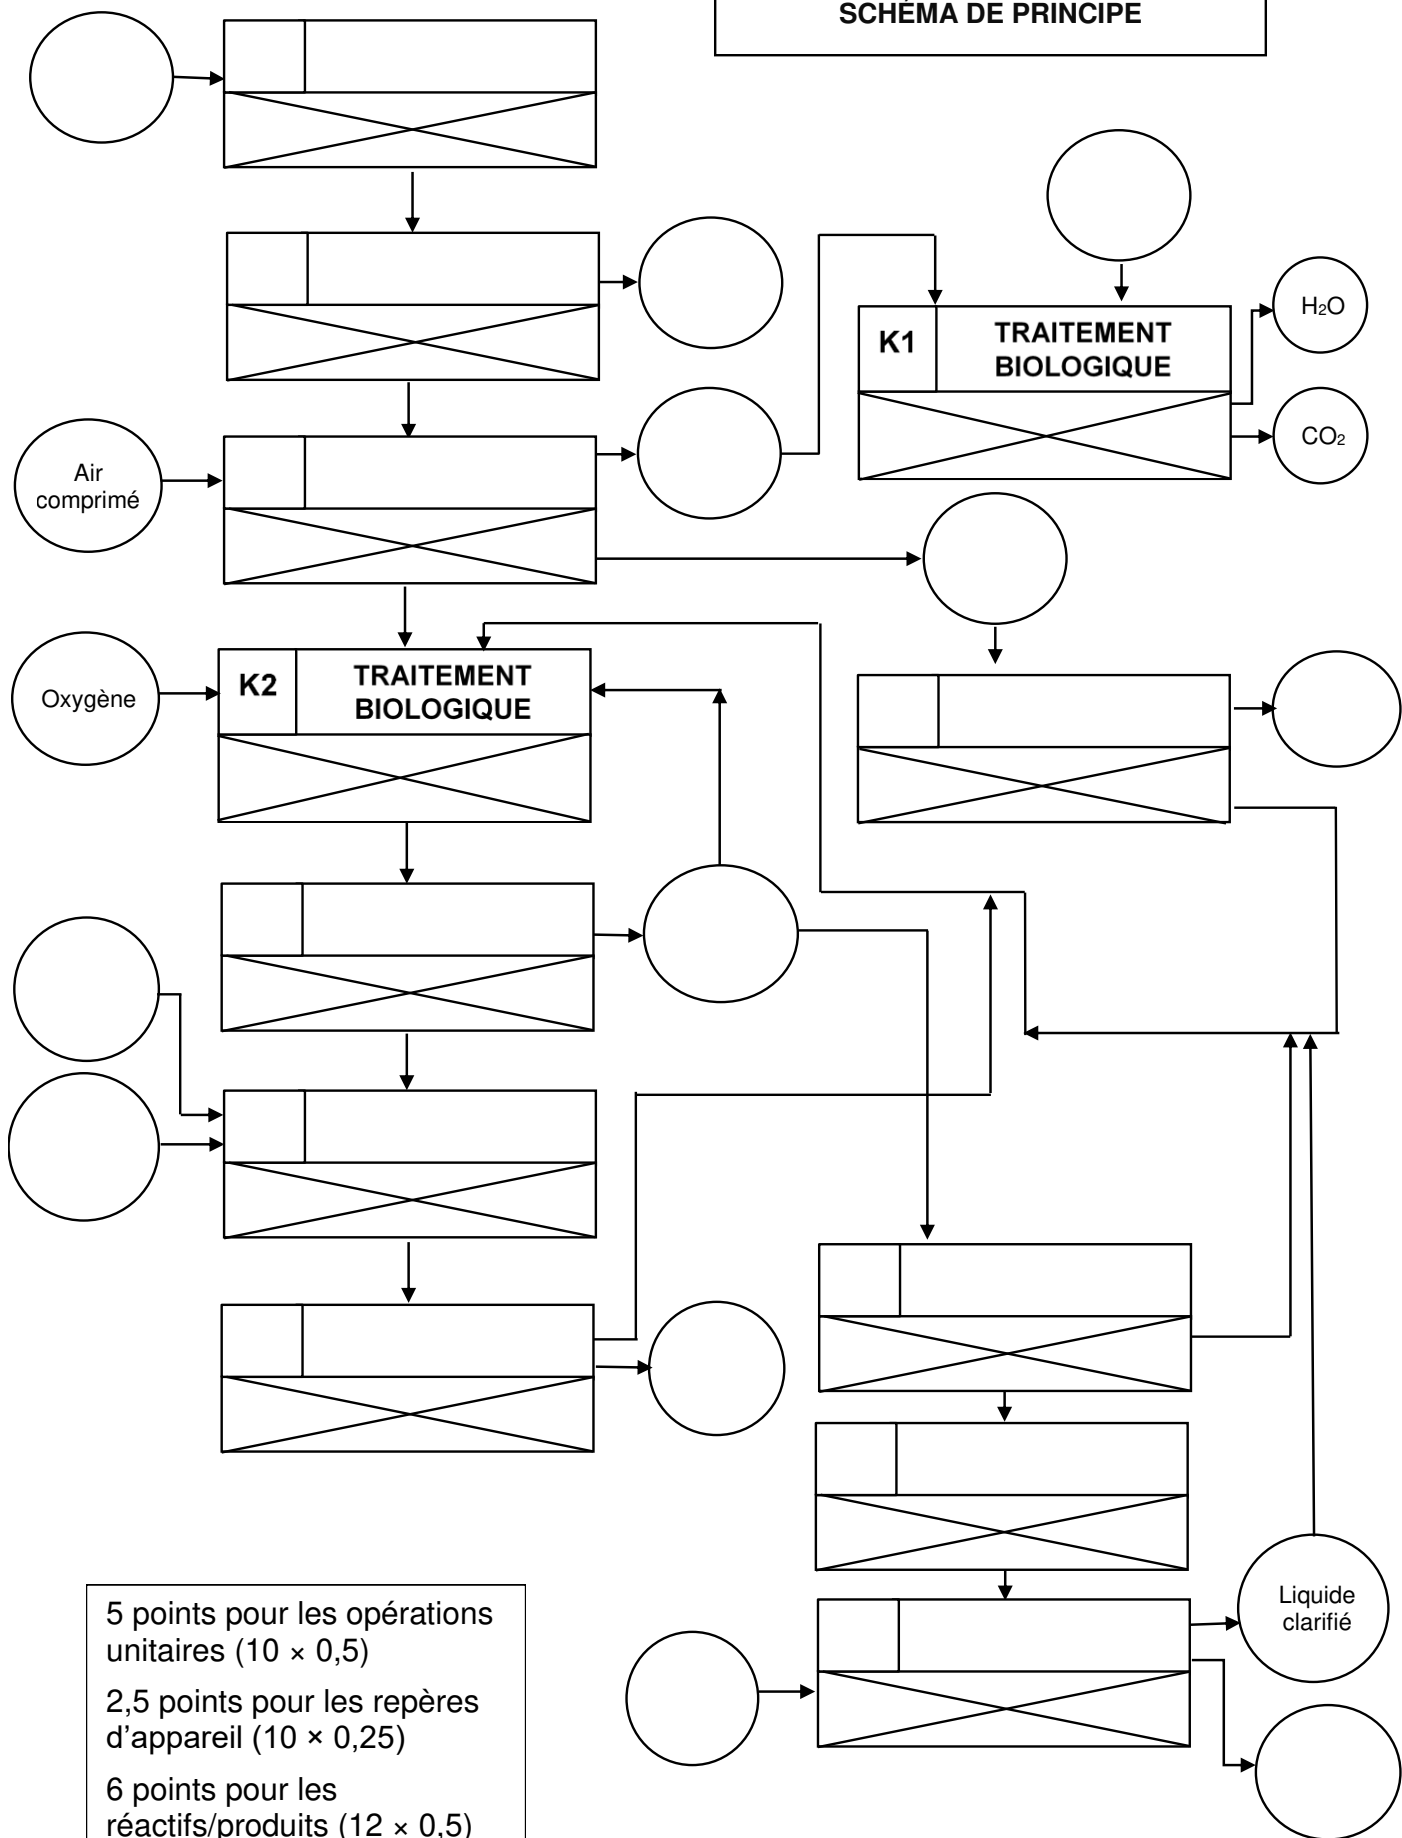 SCHÉMA DE PRINCIPE
H₂O
K1
TRAITEMENT
BIOLOGIQUE
CO₂
Air
comprimé
Oxygène
K2
TRAITEMENT
BIOLOGIQUE
Liquide
clarifié
5 points pour les opérations
unitaires (10 × 0,5)
2,5 points pour les repères
d’appareil (10 × 0,25)
6 points pour les
réactifs/produits (12 × 0,5)